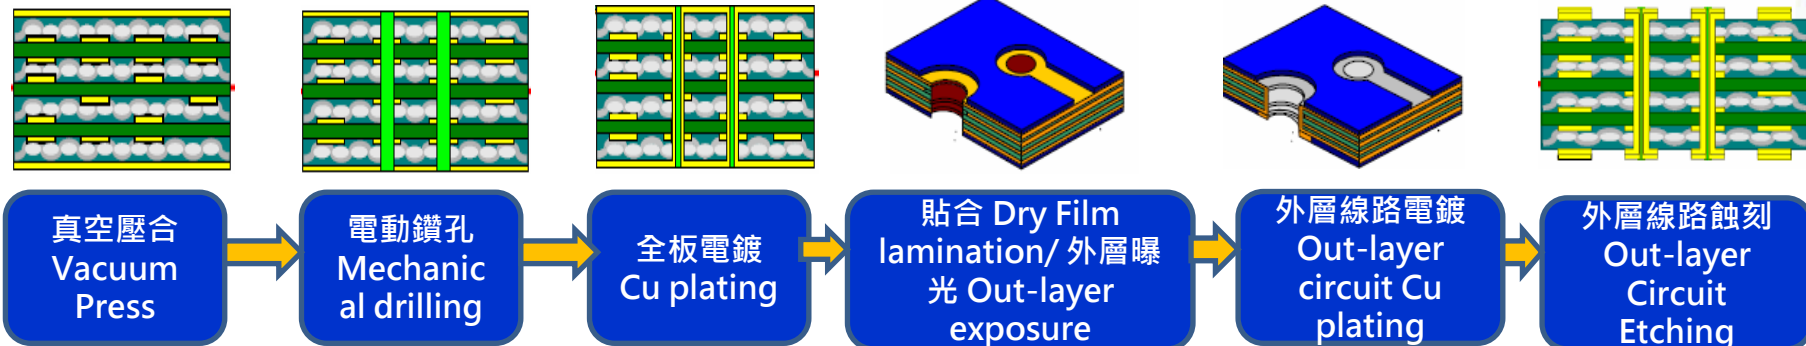 真空壓合
Vacuum
Press
電動鑽孔
Mechanic
al drilling
全板電鍍
Cu plating
貼合 Dry Film
lamination/ 外層曝
光 Out-layer
exposure
外層線路電鍍
Out-layer
circuit Cu
plating
外層線路蝕刻
Out-layer
Circuit
Etching